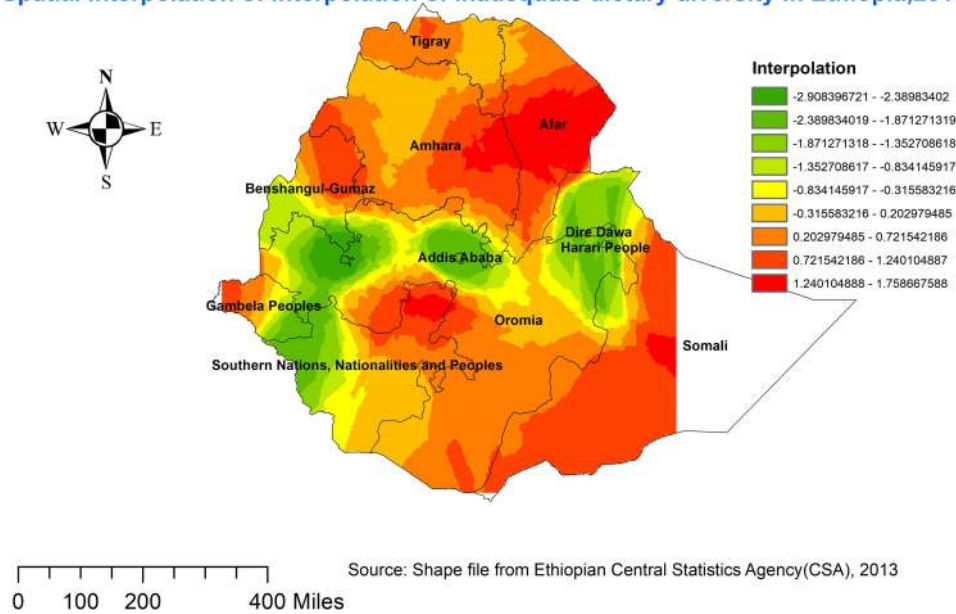 N
W E
S
Tigray
Afar
Amhara
Benshangul-Gumaz
Dire Dawa
Harari People
Addis Ababa
Gambela Peoples
Oromia
Somali
Southern Nations, Nationalities and Peoples
Interpolation
-2.908396721 - -2.38983402
-2.389834019 - -1.871271319
-1.871271318 - -1.352708618
-1.352708617 - -0.834145917
-0.834145917 - -0.315583216
-0.315583216 - 0.202979485
0.202979485 - 0.721542186
0.721542186 - 1.240104887
1.240104888 - 1.758667588
Source: Shape file from Ethiopian Central Statistics Agency(CSA), 2013
0 100 200 400 Miles